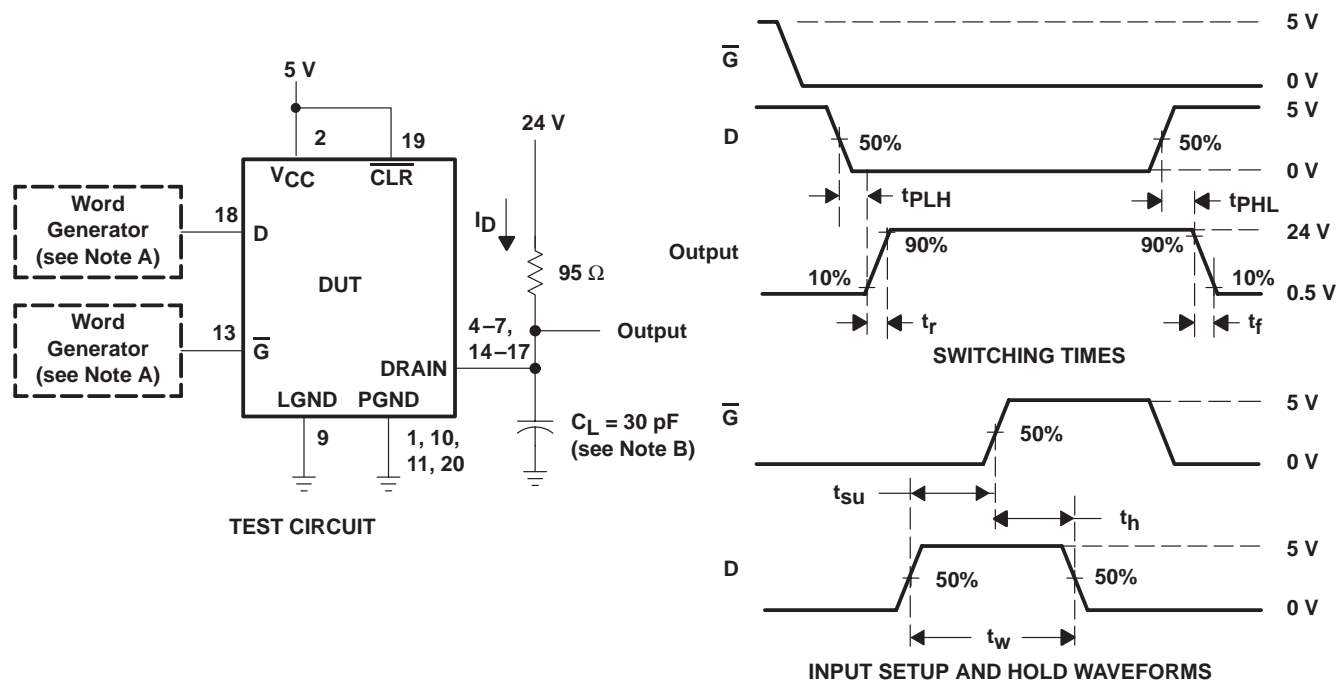 5 V
2
19
VCC
CLR
24 V
Word
Generator
(see Note A)
18
D
ID
95 Ω
DUT
Word
Generator
(see Note A)
13
G
4–7,
14–17
Output
DRAIN
LGND
PGND
9
1, 10,
11, 20
CL = 30 pF
(see Note B)
TEST CIRCUIT
G
5 V
0 V
D
50%
50%
5 V
0 V
tPLH
tPHL
Output
10%
90%
90%
10%
24 V
0.5 V
tr
tf
SWITCHING TIMES
G
50%
5 V
0 V
tsu
th
D
50%
50%
5 V
0 V
tw
INPUT SETUP AND HOLD WAVEFORMS